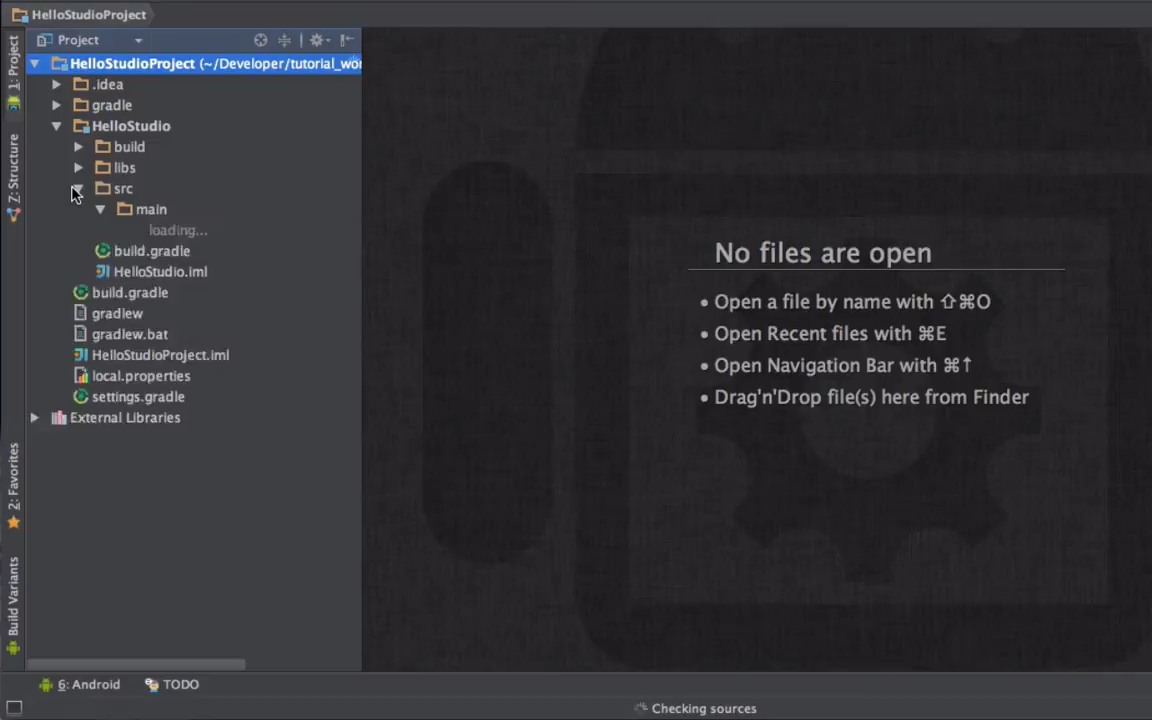 HelloStudioProject
Project
HelloStudioProject (~/Developer/tutorial_wor
.idea
gradle
HelloStudio
build
libs
src
main
loading...
build.gradle
HelloStudio.iml
build.gradle
gradlew
gradlew.bat
HelloStudioProject.iml
local.properties
settings.gradle
External Libraries
1: Project
7: Structure
2: Favorites
Build Variants
No files are open
• Open a file by name with ⇧⌘O
• Open Recent files with ⌘E
• Open Navigation Bar with ⌘↑
• Drag'n'Drop file(s) here from Finder
6: Android
TODO
Checking sources